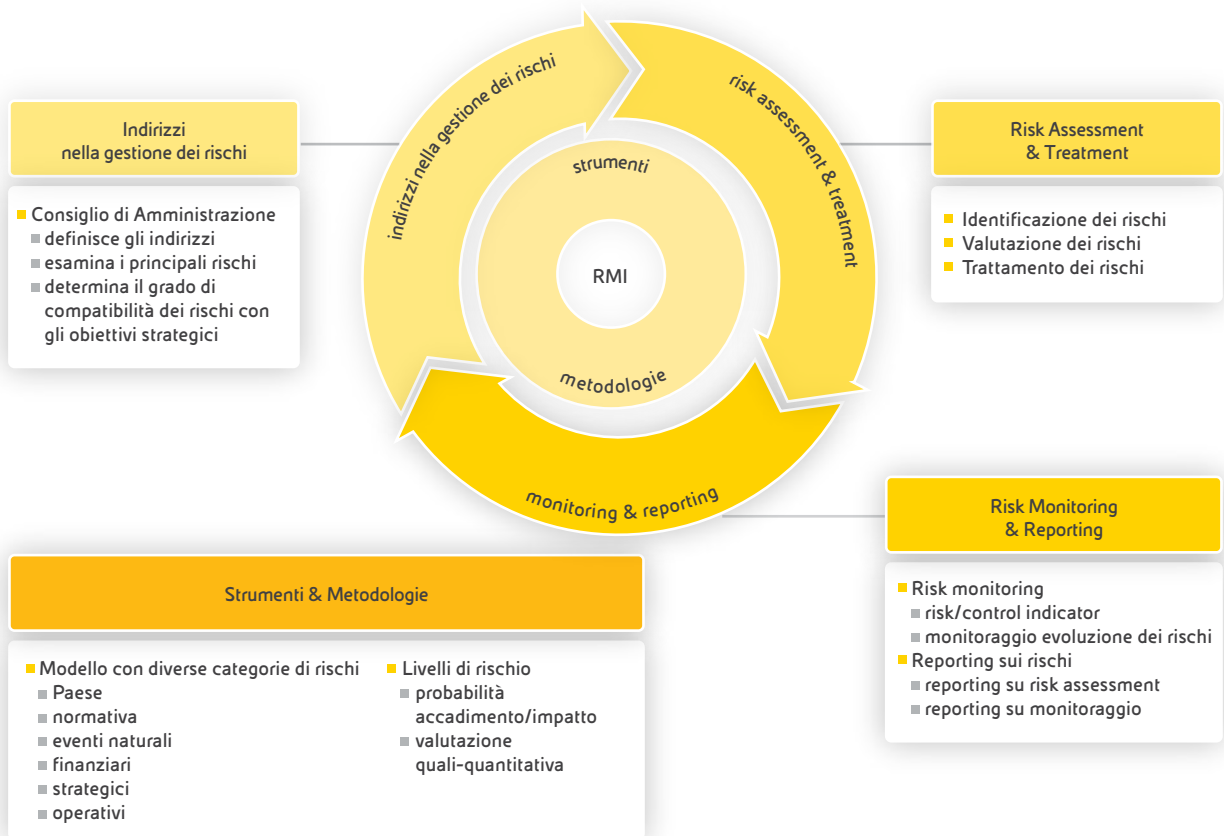 indirizzi nella gestione dei rischi
risk assessment & treatment
monitoring & reporting
strumenti
RMI
metodologie
Indirizzi
nella gestione dei rischi
Consiglio di Amministrazione
definisce gli indirizzi
esamina i principali rischi
determina il grado di
compatibilità dei rischi con
gli obiettivi strategici
Risk Assessment
& Treatment
Identificazione dei rischi
Valutazione dei rischi
Trattamento dei rischi
Risk Monitoring
& Reporting
Risk monitoring
risk/control indicator
monitoraggio evoluzione dei rischi
Reporting sui rischi
reporting su risk assessment
reporting su monitoraggio
Strumenti & Metodologie
Modello con diverse categorie di rischi
Paese
normativa
eventi naturali
finanziari
strategici
operativi
Livelli di rischio
probabilità
accadimento/impatto
valutazione
quali-quantitativa